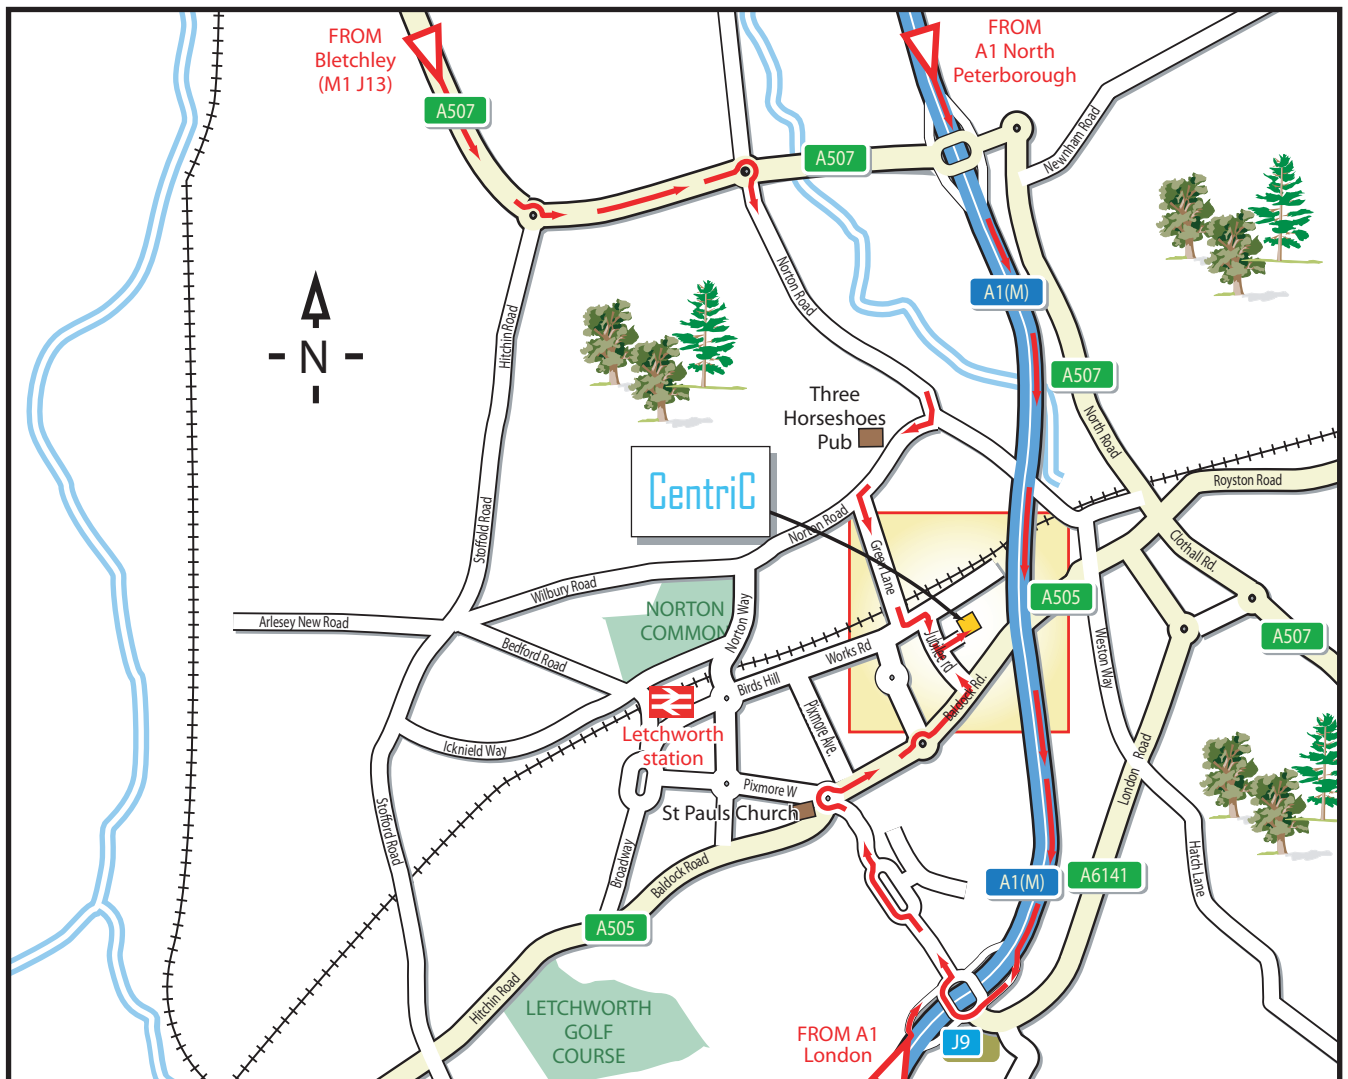 FROM
Bletchley
(M1 J13)
FROM
A1 North
Peterborough
A507
A507
Newnham Road
Norton Road
A1(M)
N
Hitchin Road
A507
Three
Horseshoes
Pub
North Road
CentriC
Royston Road
Norton Road
Stoffold Road
Green Lane
Clothall Rd.
Wilbury Road
A505
NORTON
COMMON
Norton Way
Arlesey New Road
A507
Bedford Road
Works Rd
Jubilee rd
Weston Way
Birds Hill
Baldock Rd.
Pixmore Ave.
Letchworth
station
Icknield Way
London Road
Pixmore W
St Pauls Church
Stofford Road
Broadway
Baldock Road
A1(M)
A6141
Hatch Lane
A505
Hitchin Road
LETCHWORTH
GOLF
COURSE
FROM A1
London
J9